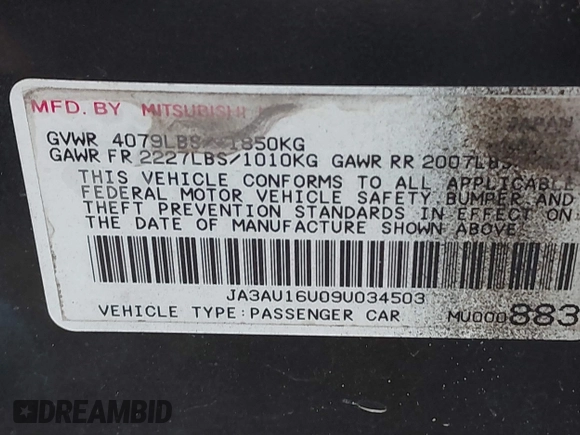 MFD. BY MITSUBISHI
GVWR 4079LBS 1850KG
GAWR FR 2227LBS/1010KG GAWR RR 2007LBS
THIS VEHICLE CONFORMS TO ALL APPLICABLE
FEDERAL MOTOR VEHICLE SAFETY, BUMPER AND
THEFT PREVENTION STANDARDS IN EFFECT ON
THE DATE OF MANUFACTURE SHOWN ABOVE.
JA3AU16U09U034503
VEHICLE TYPE:PASSENGER CAR MU000883
DREAMBID